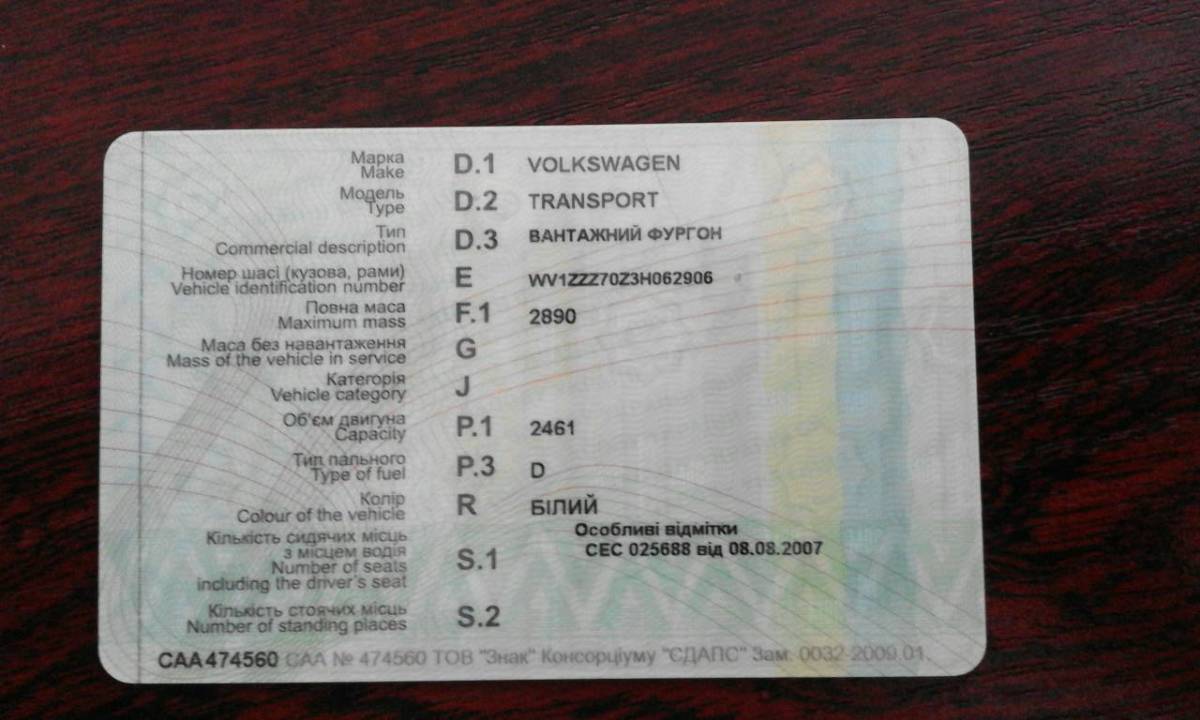 Марка
Make D.1 VOLKSWAGEN
Модель
Type D.2 TRANSPORT
Тип
Commercial description D.3 ВАНТАЖНИЙ ФУРГОН
Номер шасі (кузова, рами)
Vehicle identification number E WV1ZZZ70Z3H062906
Повна маса
Maximum mass F.1 2890
Маса без навантаження
Mass of the vehicle in service G
Категорія
Vehicle category J
Об'єм двигуна
Capacity P.1 2461
Тип пального
Type of fuel P.3 D
Колір
Colour of the vehicle R БІЛИЙ
Особливі відмітки
СЕС 025688 від 08.08.2007
Кількість сидячих місць
з місцем водія
Number of seats
including the driver's seat S.1
Кількість стоячих місць
Number of standing places S.2
САА474560 САА № 474560 ТОВ "Знак" Консорціуму "ЄДАПС" Зам. 0032-2009.01.